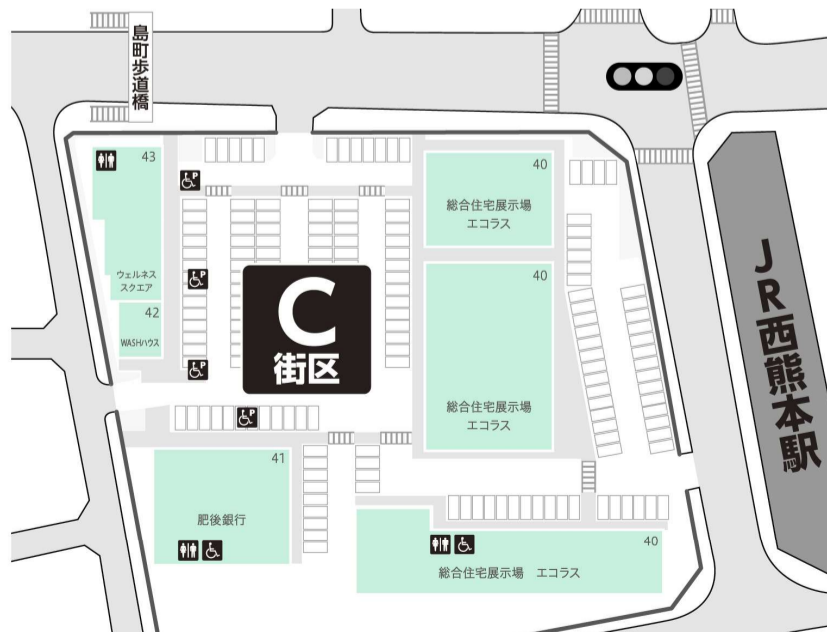 島町歩道橋
43
P
40
総合住宅展示場
エコラス
ウェルネス
スクエア
P
40
42
WASHハウス
C
街区
JR西熊本駅
P
総合住宅展示場
エコラス
P
41
肥後銀行
40
総合住宅展示場 エコラス